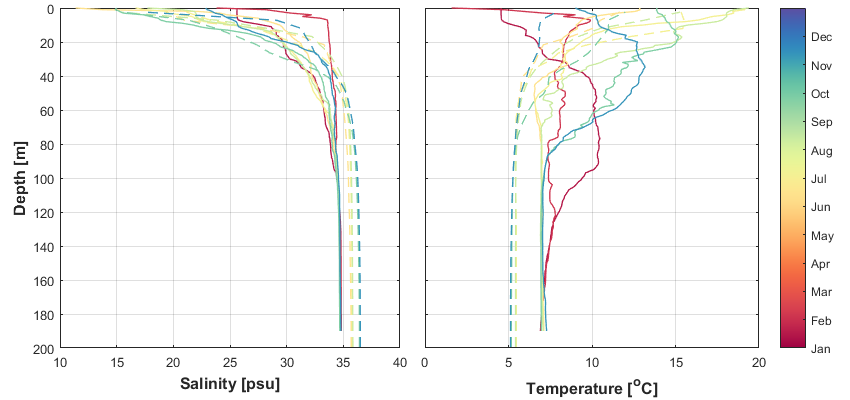 0
20
40
60
80
100
120
140
160
180
200
Depth [m]
10 15 20 25 30 35 40
Salinity [psu]
0 5 10 15 20
Temperature [°C]
Dec
Nov
Oct
Sep
Aug
Jul
Jun
May
Apr
Mar
Feb
Jan